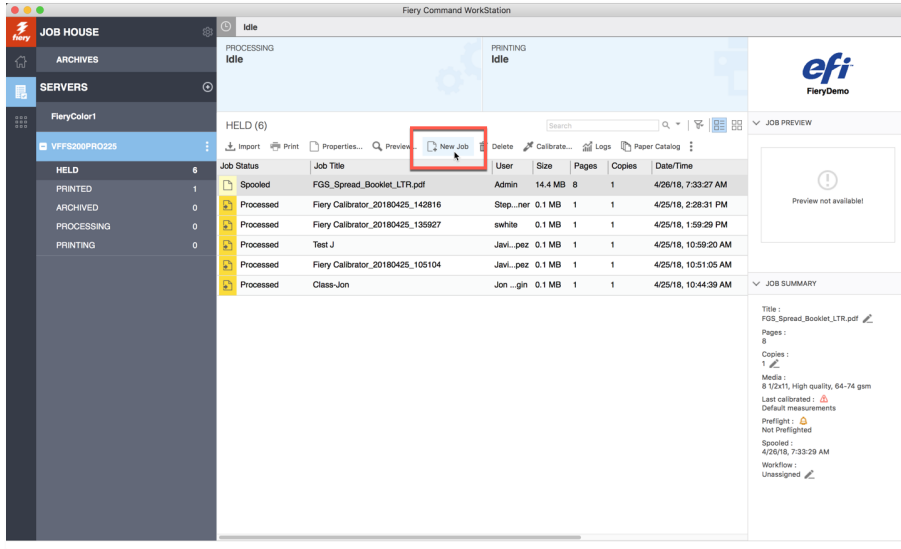 Fiery Command WorkStation
fiery
JOB HOUSE
ARCHIVES
SERVERS
FieryColor1
VFFS200PRO225
HELD 6
PRINTED 1
ARCHIVED 0
PROCESSING 0
PRINTING 0
Idle
PROCESSING
Idle
PRINTING
Idle
efi
FieryDemo
HELD (6)
Search
Import Print Properties... Preview... New Job Delete Calibrate... Logs Paper Catalog
Job Status Job Title User Size Pages Copies Date/Time
Spooled FGS_Spread_Booklet_LTR.pdf Admin 14.4 MB 8 1 4/26/18, 7:33:27 AM
Processed Fiery Calibrator_20180425_142816 Step...ner 0.1 MB 1 1 4/25/18, 2:28:31 PM
Processed Fiery Calibrator_20180425_135927 swhite 0.1 MB 1 1 4/25/18, 1:59:29 PM
Processed Test J Javi...pez 0.1 MB 1 1 4/25/18, 10:59:20 AM
Processed Fiery Calibrator_20180425_105104 Javi...pez 0.1 MB 1 1 4/25/18, 10:51:05 AM
Processed Class-Jon Jon ...gin 0.1 MB 1 1 4/25/18, 10:44:39 AM
JOB PREVIEW
Preview not available!
JOB SUMMARY
Title :
FGS_Spread_Booklet_LTR.pdf
Pages :
8
Copies :
1
Media :
8 1/2x11, High quality, 64-74 gsm
Last calibrated :
Default measurements
Preflight :
Not Preflighted
Spooled :
4/26/18, 7:33:29 AM
Workflow :
Unassigned